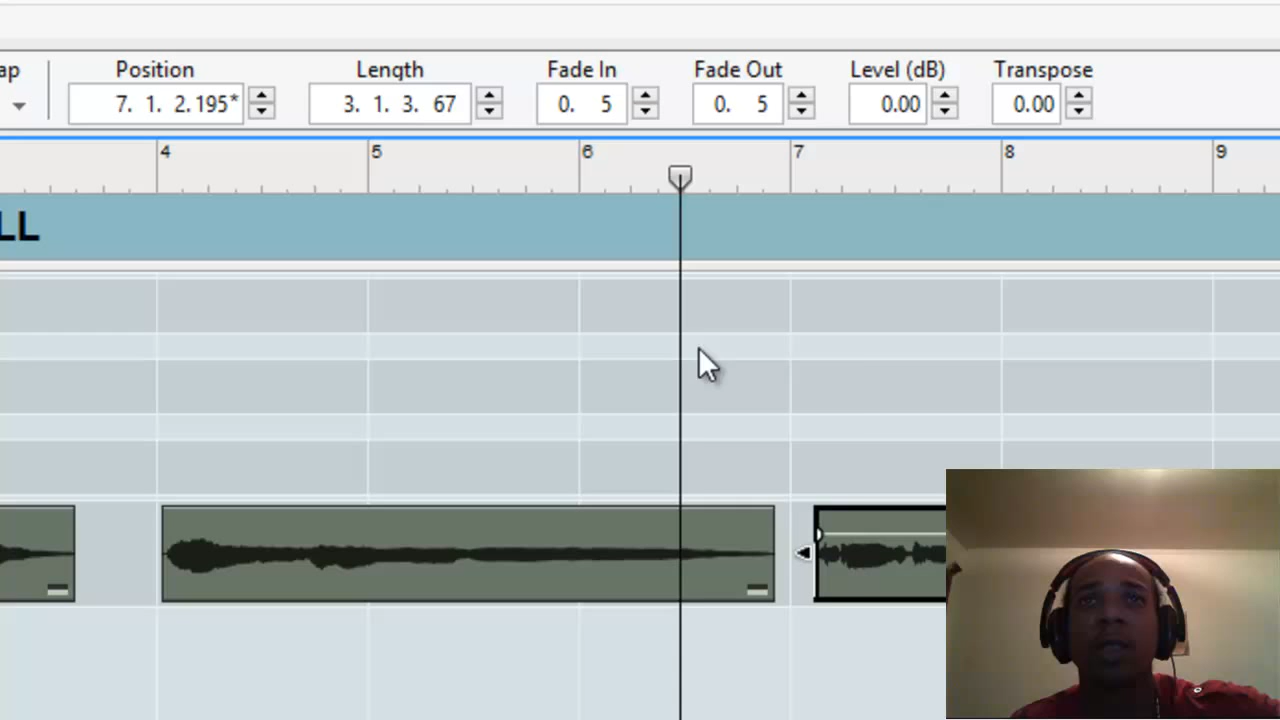 ap Position Length Fade In Fade Out Level (dB) Transpose
7. 1. 2.195* 3. 1. 3. 67 0. 5 0. 5 0.00 0.00
4 5 6 7 8 9
LL